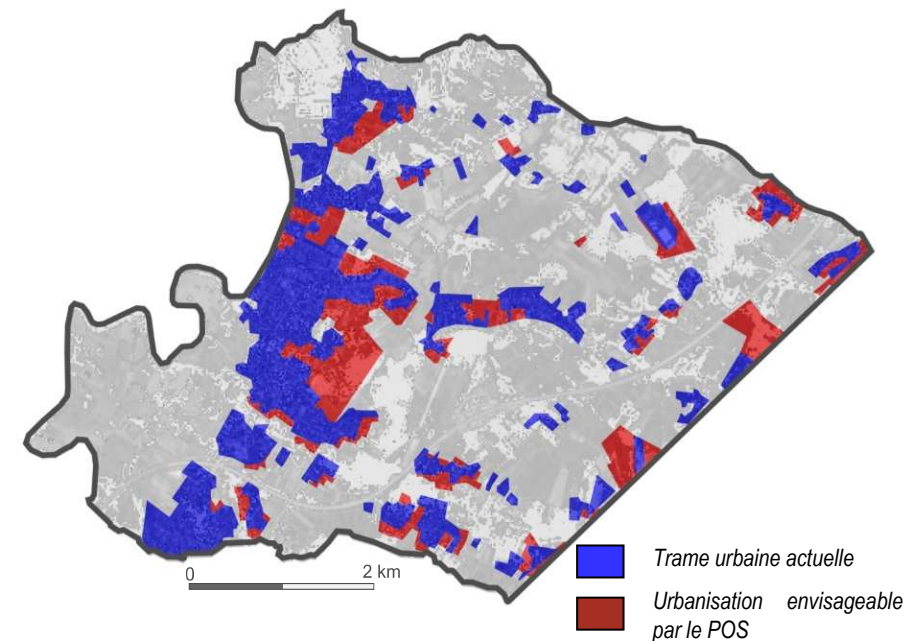 0 2 km
Trame urbaine actuelle
Urbanisation envisageable
par le POS